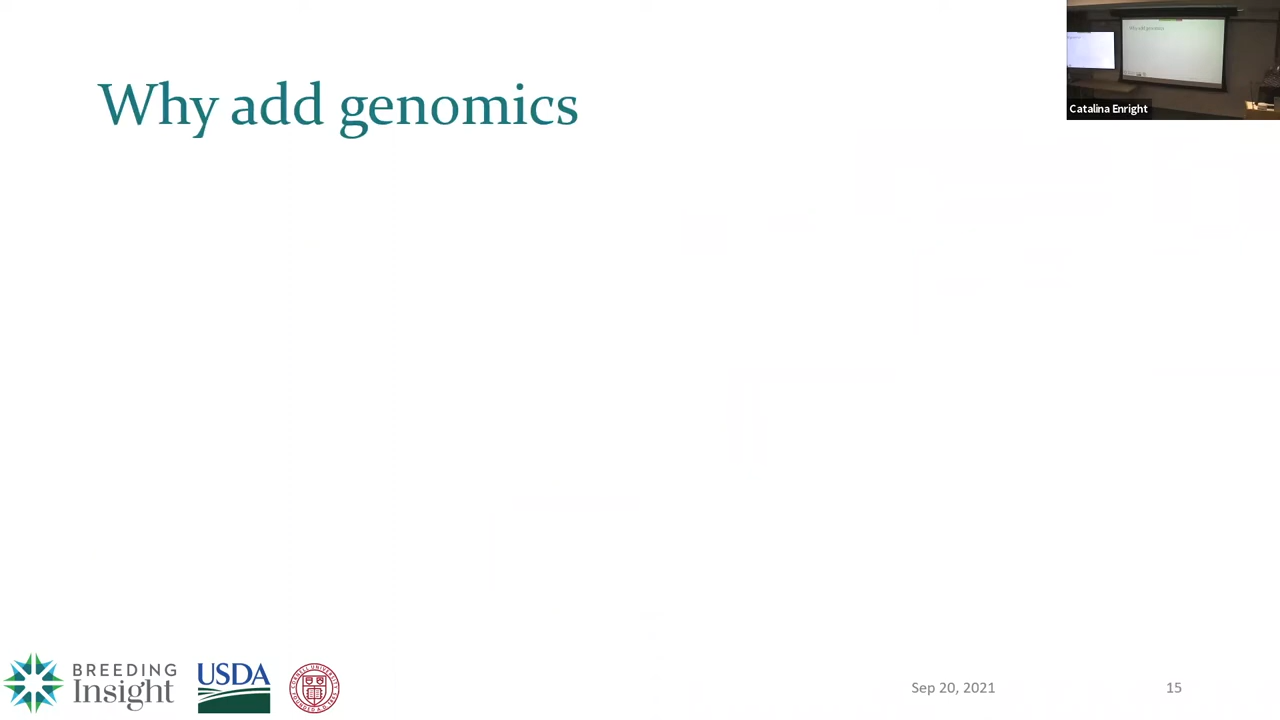 Why add genomics
Catalina Enright
BREEDING
Insight
USDA
Sep 20, 2021
15